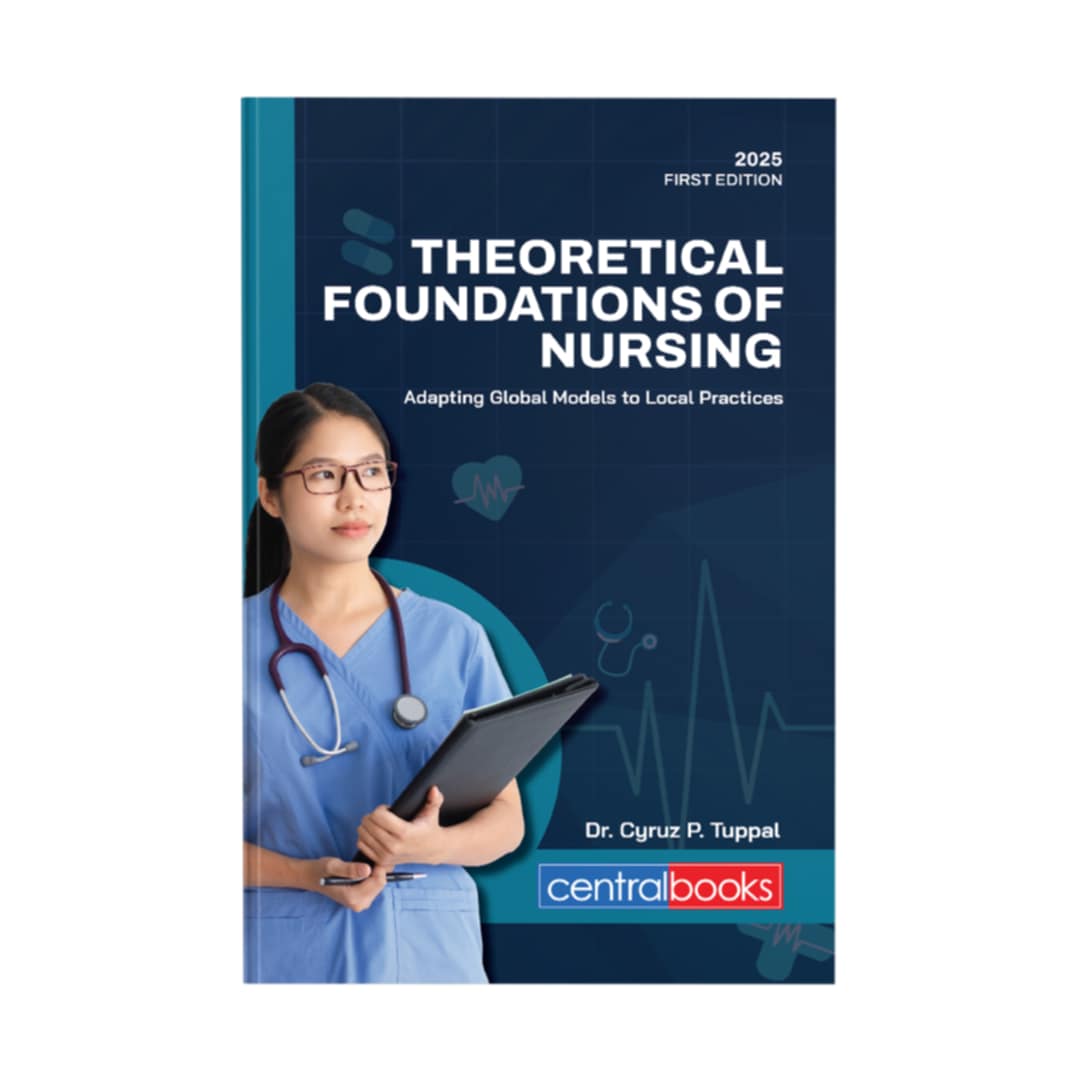 2025
FIRST EDITION
THEORETICAL
FOUNDATIONS OF
NURSING
Adapting Global Models to Local Practices
Dr. Cyruz P. Tuppal
centralbooks